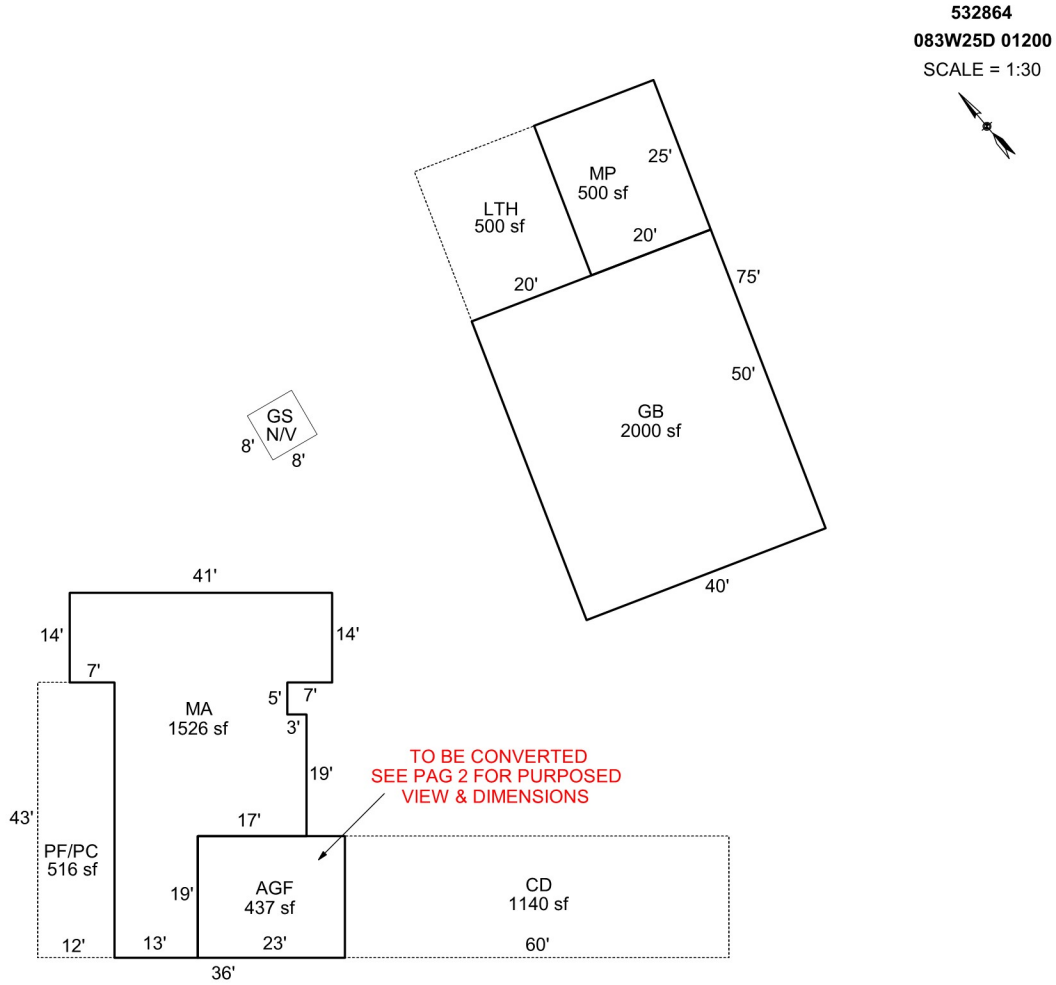 532864
083W25D 01200
SCALE = 1:30
MP
500 sf
25'
20'
LTH
500 sf
20'
75'
50'
GB
2000 sf
40'
GS
N/V
8'
8'
41'
14'
14'
7'
5'
7'
3'
MA
1526 sf
19'
17'
TO BE CONVERTED
SEE PAG 2 FOR PURPOSED
VIEW & DIMENSIONS
43'
PF/PC
516 sf
12'
13'
19'
AGF
437 sf
23'
36'
CD
1140 sf
60'